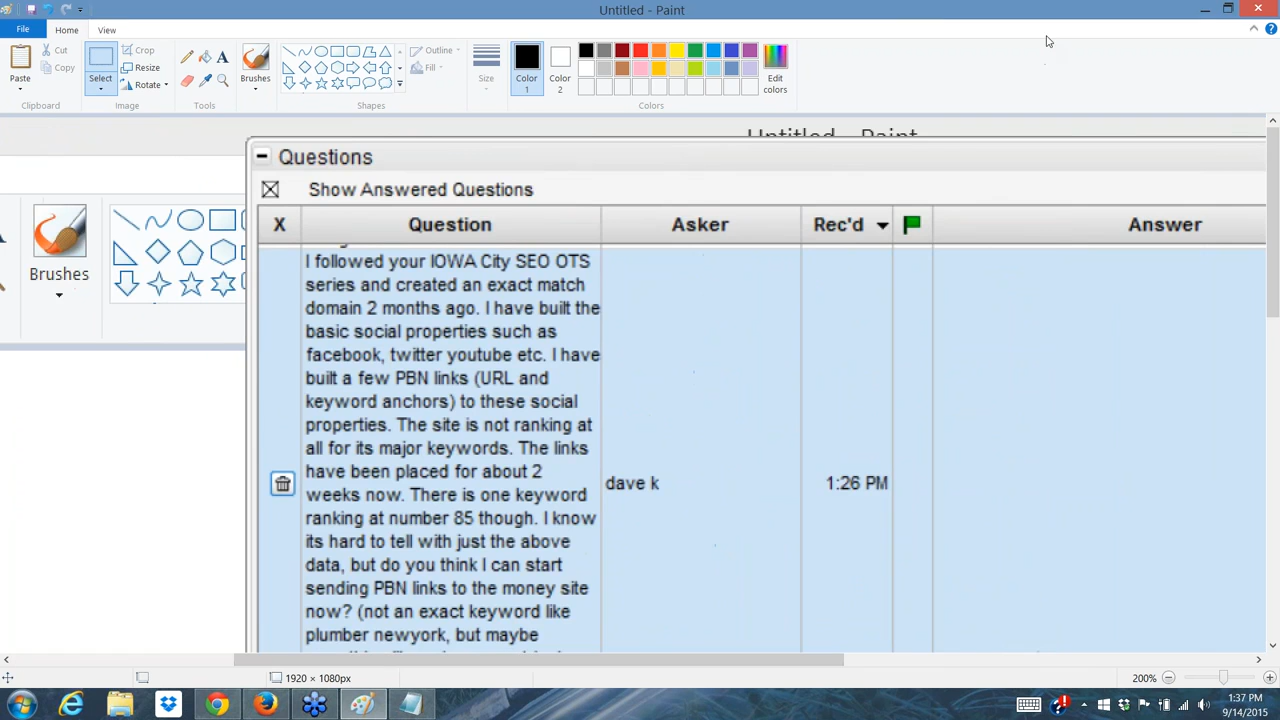 Untitled - Paint
File
Home
View
Paste
Cut
Copy
Clipboard
Select
Crop
Resize
Rotate
Image
Tools
Brushes
Shapes
Outline
Fill
Size
Color 1
Color 2
Edit colors
Colors
Untitled - Paint
Brushes
Questions
Show Answered Questions
X
Question
Asker
Rec'd
Answer
I followed your IOWA City SEO OTS
series and created an exact match
domain 2 months ago. I have built the
basic social properties such as
facebook, twitter youtube etc. I have
built a few PBN links (URL and
keyword anchors) to these social
properties. The site is not ranking at
all for its major keywords. The links
have been placed for about 2
weeks now. There is one keyword
ranking at number 85 though. I know
its hard to tell with just the above
data, but do you think I can start
sending PBN links to the money site
now? (not an exact keyword like
plumber newyork, but maybe
dave k
1:26 PM
1920 × 1080px
200%
1:37 PM
9/14/2015